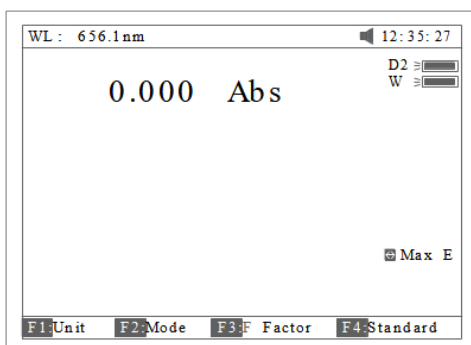 WL: 656.1nm 12:35:27
D2
0.000 Abs
W
Max E
F1:Unit F2:Mode F3:F Factor F4:Standard